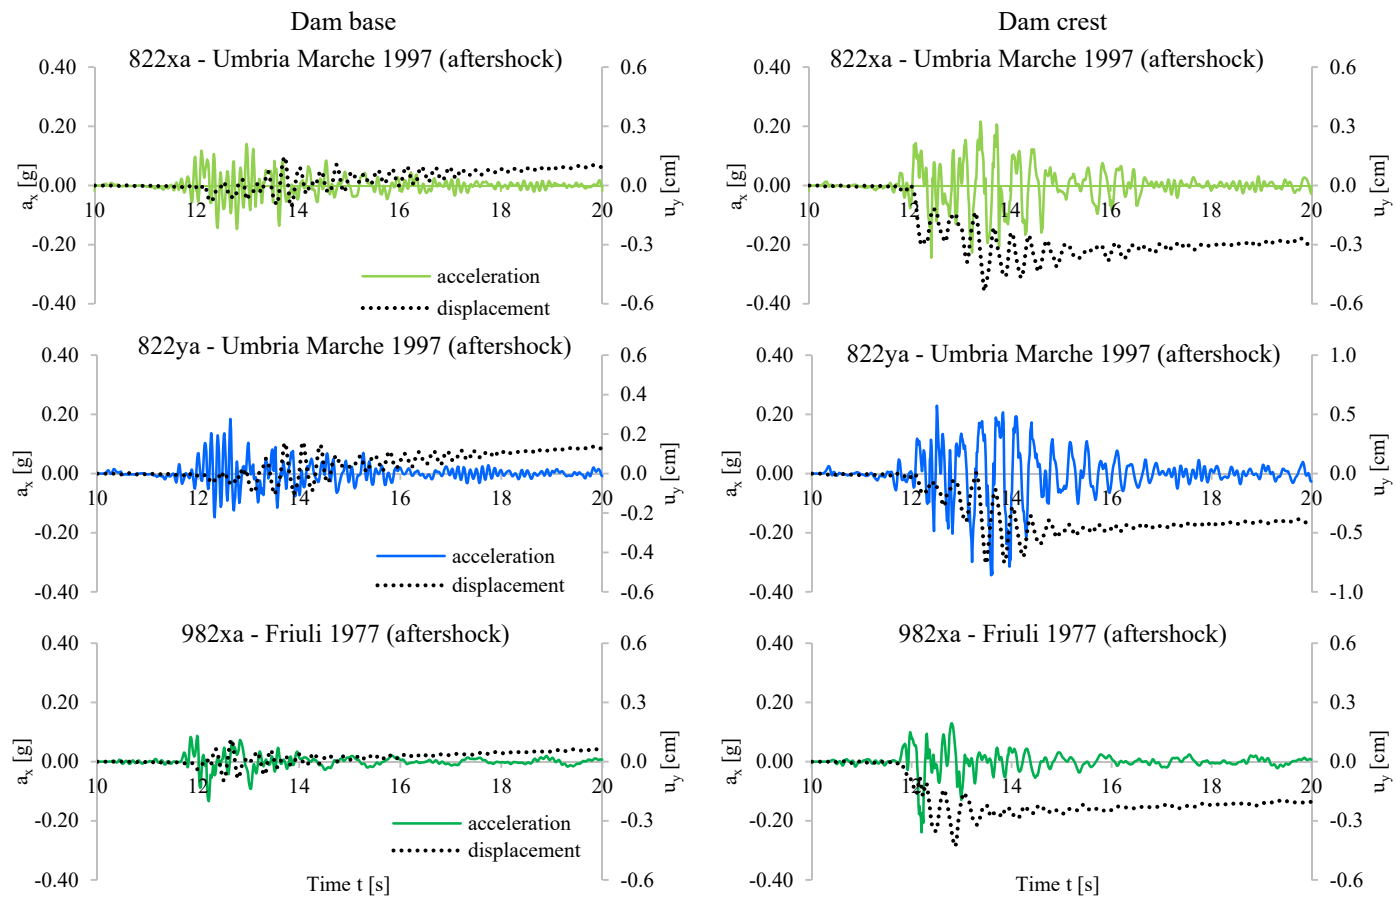 Dam base
822xa - Umbria Marche 1997 (aftershock)
0.40
0.20
0.00
-0.20
-0.40
aₓ [g]
10 12 14 16 18 20
0.6
0.3
0.0
-0.3
-0.6
u_y [cm]
acceleration
displacement
Dam crest
822xa - Umbria Marche 1997 (aftershock)
0.40
0.20
0.00
-0.20
-0.40
aₓ [g]
10 12 14 16 18 20
0.6
0.3
0.0
-0.3
-0.6
u_y [cm]
822ya - Umbria Marche 1997 (aftershock)
0.40
0.20
0.00
-0.20
-0.40
aₓ [g]
10 12 14 16 18 20
0.6
0.4
0.2
0.0
-0.2
-0.4
-0.6
u_y [cm]
acceleration
displacement
822ya - Umbria Marche 1997 (aftershock)
0.40
0.20
0.00
-0.20
-0.40
aₓ [g]
10 12 14 16 18 20
1.0
0.5
0.0
-0.5
-1.0
u_y [cm]
982xa - Friuli 1977 (aftershock)
0.40
0.20
0.00
-0.20
-0.40
aₓ [g]
10 12 14 16 18 20
0.6
0.3
0.0
-0.3
-0.6
u_y [cm]
acceleration
displacement
Time t [s]
982xa - Friuli 1977 (aftershock)
0.40
0.20
0.00
-0.20
-0.40
aₓ [g]
10 12 14 16 18 20
0.6
0.3
0.0
-0.3
-0.6
u_y [cm]
Time t [s]